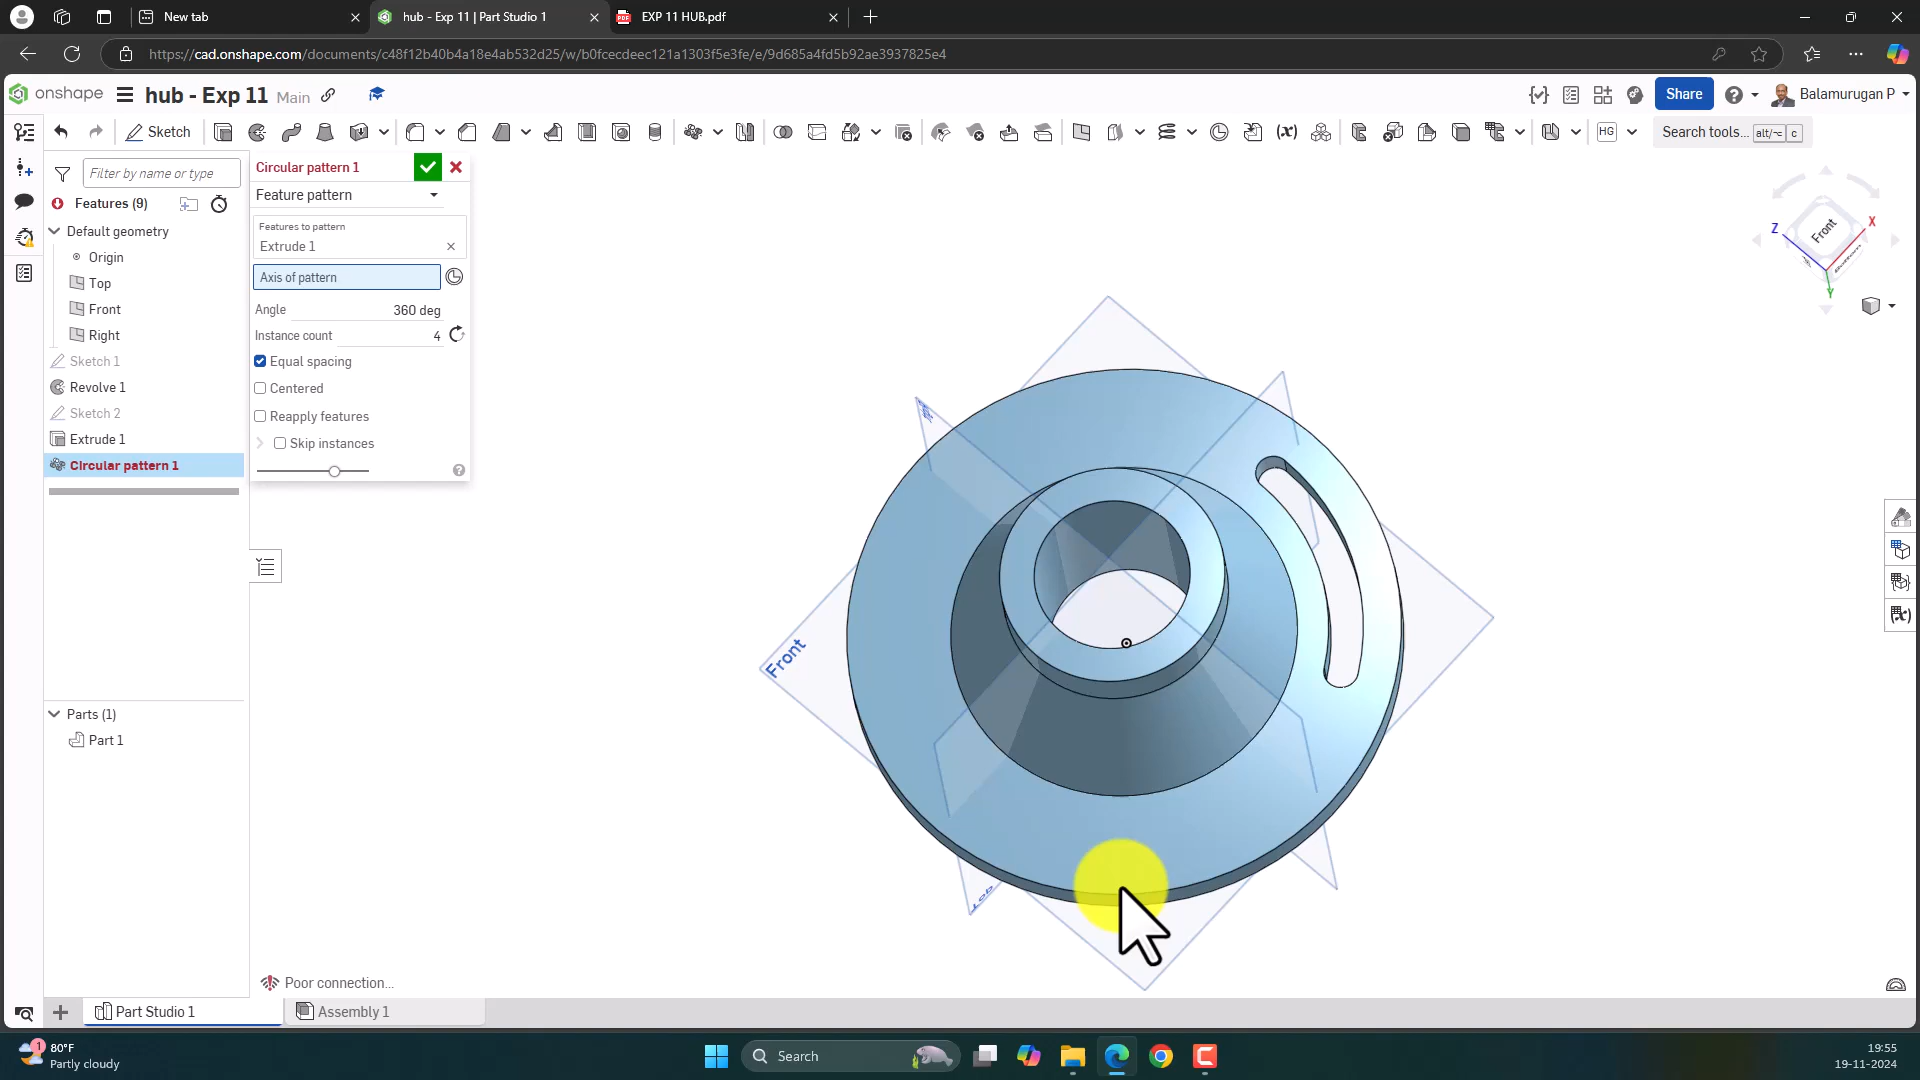 New tab
hub - Exp 11 | Part Studio 1
EXP 11 HUB.pdf
https://cad.onshape.com/documents/c48f12b40b4a18e4ab532d25/w/b0fcecdeec121a1303f5e3fe/e/9d685a4fd5b92ae3937825e4
onshape
hub - Exp 11 Main
Share
Balamurugan P
Sketch
HG
Search tools... alt/⌥ c
Filter by name or type
Features (9)
Default geometry
Origin
Top
Front
Right
Sketch 1
Revolve 1
Sketch 2
Extrude 1
Circular pattern 1
Parts (1)
Part 1
Circular pattern 1
Feature pattern
Features to pattern
Extrude 1
Axis of pattern
Angle 360 deg
Instance count 4
Equal spacing
Centered
Reapply features
Skip instances
Front
Top
Z
X
Front
Y
Poor connection...
Part Studio 1
Assembly 1
1
80°F
Partly cloudy
Search
19:55
19-11-2024